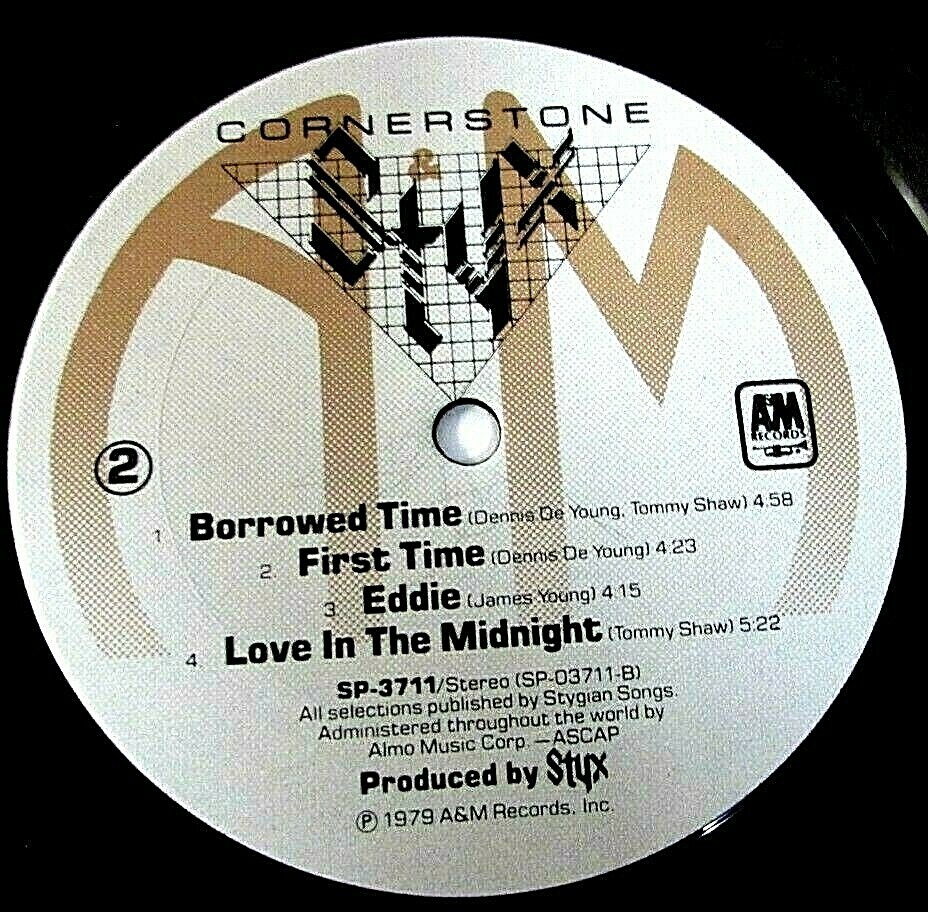 CORNERSTONE
A&M
Styx
A&M
RECORDS
2
1 Borrowed Time (Dennis De Young, Tommy Shaw) 4:58
2. First Time (Dennis De Young) 4:23
3 Eddie (James Young) 4:15
4 Love In The Midnight (Tommy Shaw) 5:22
SP-3711/Stereo (SP-03711-B)
All selections published by Stygian Songs.
Administered throughout the world by
Almo Music Corp. —ASCAP
Produced by Styx
℗ 1979 A&M Records, Inc.